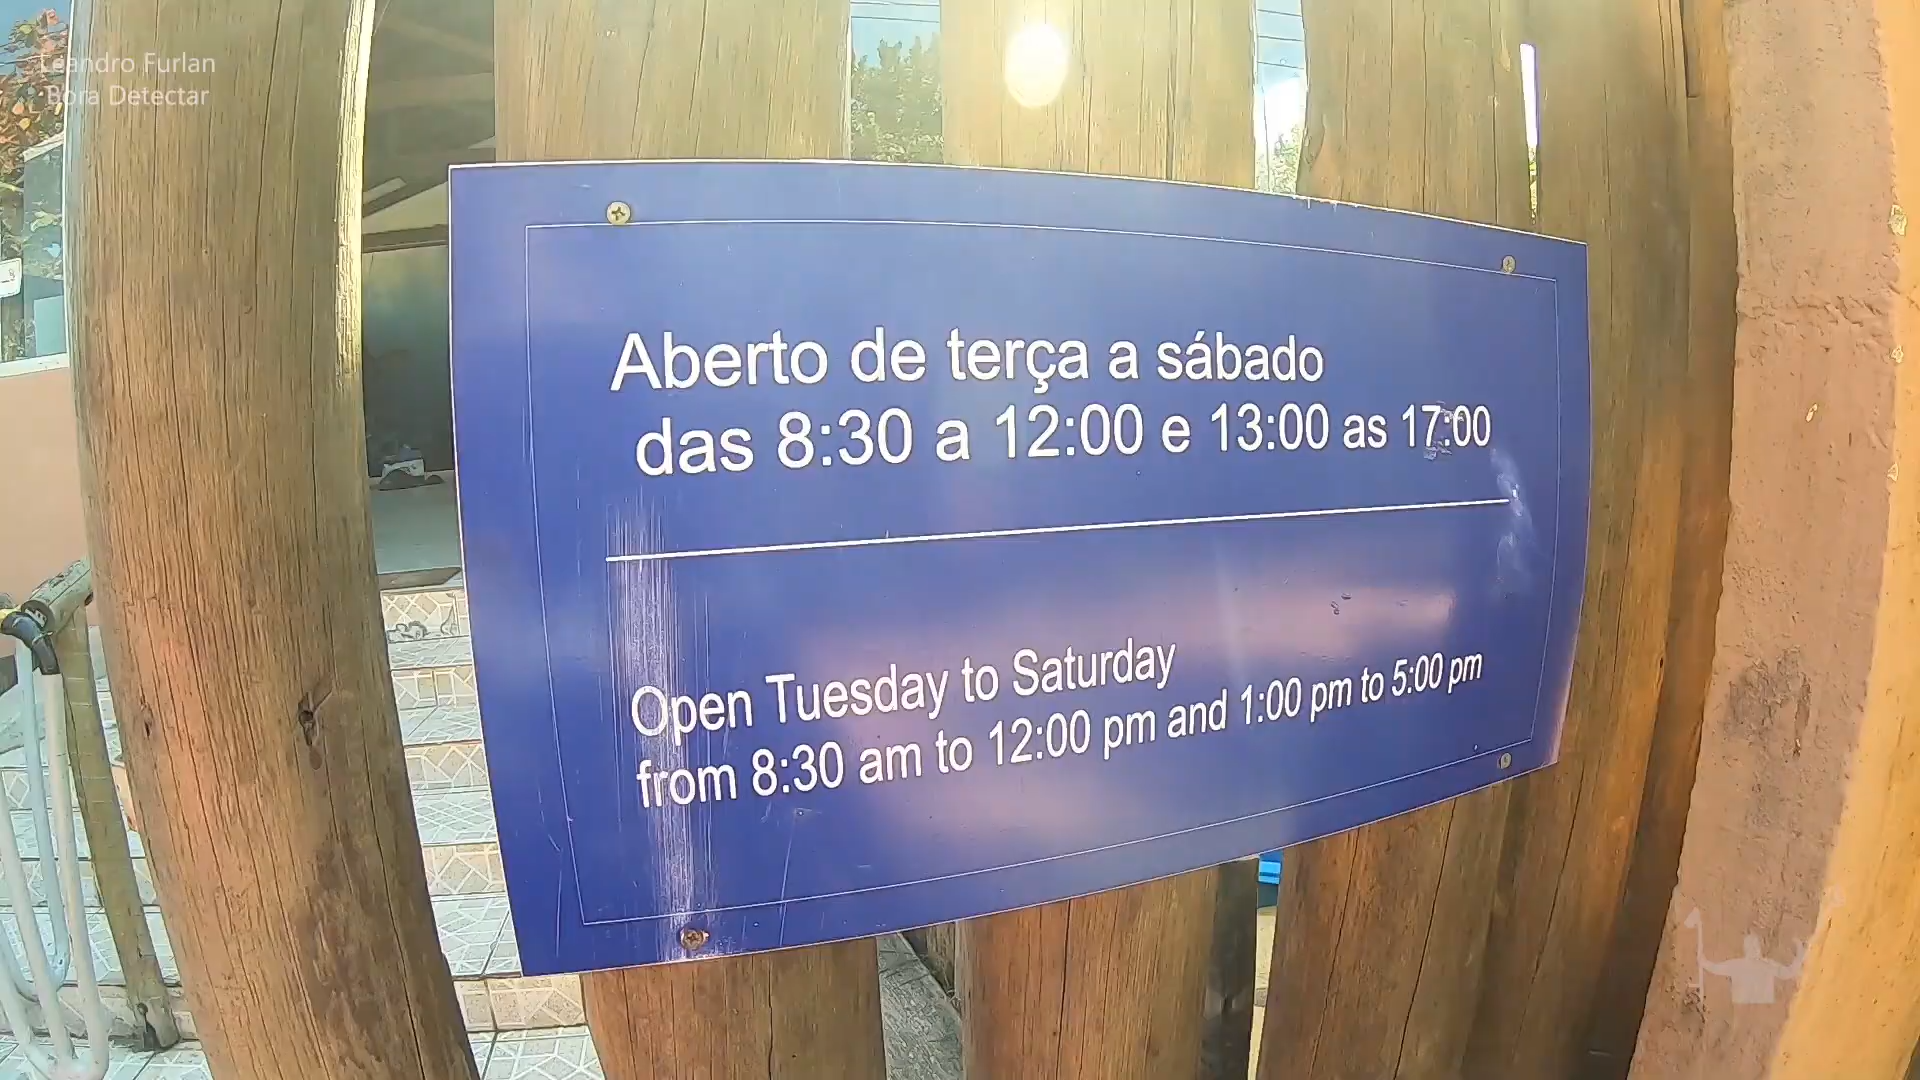 Leandro Furlan
Bora Detectar
Aberto de terça a sábado
das 8:30 a 12:00 e 13:00 as 17:00
Open Tuesday to Saturday
from 8:30 am to 12:00 pm and 1:00 pm to 5:00 pm